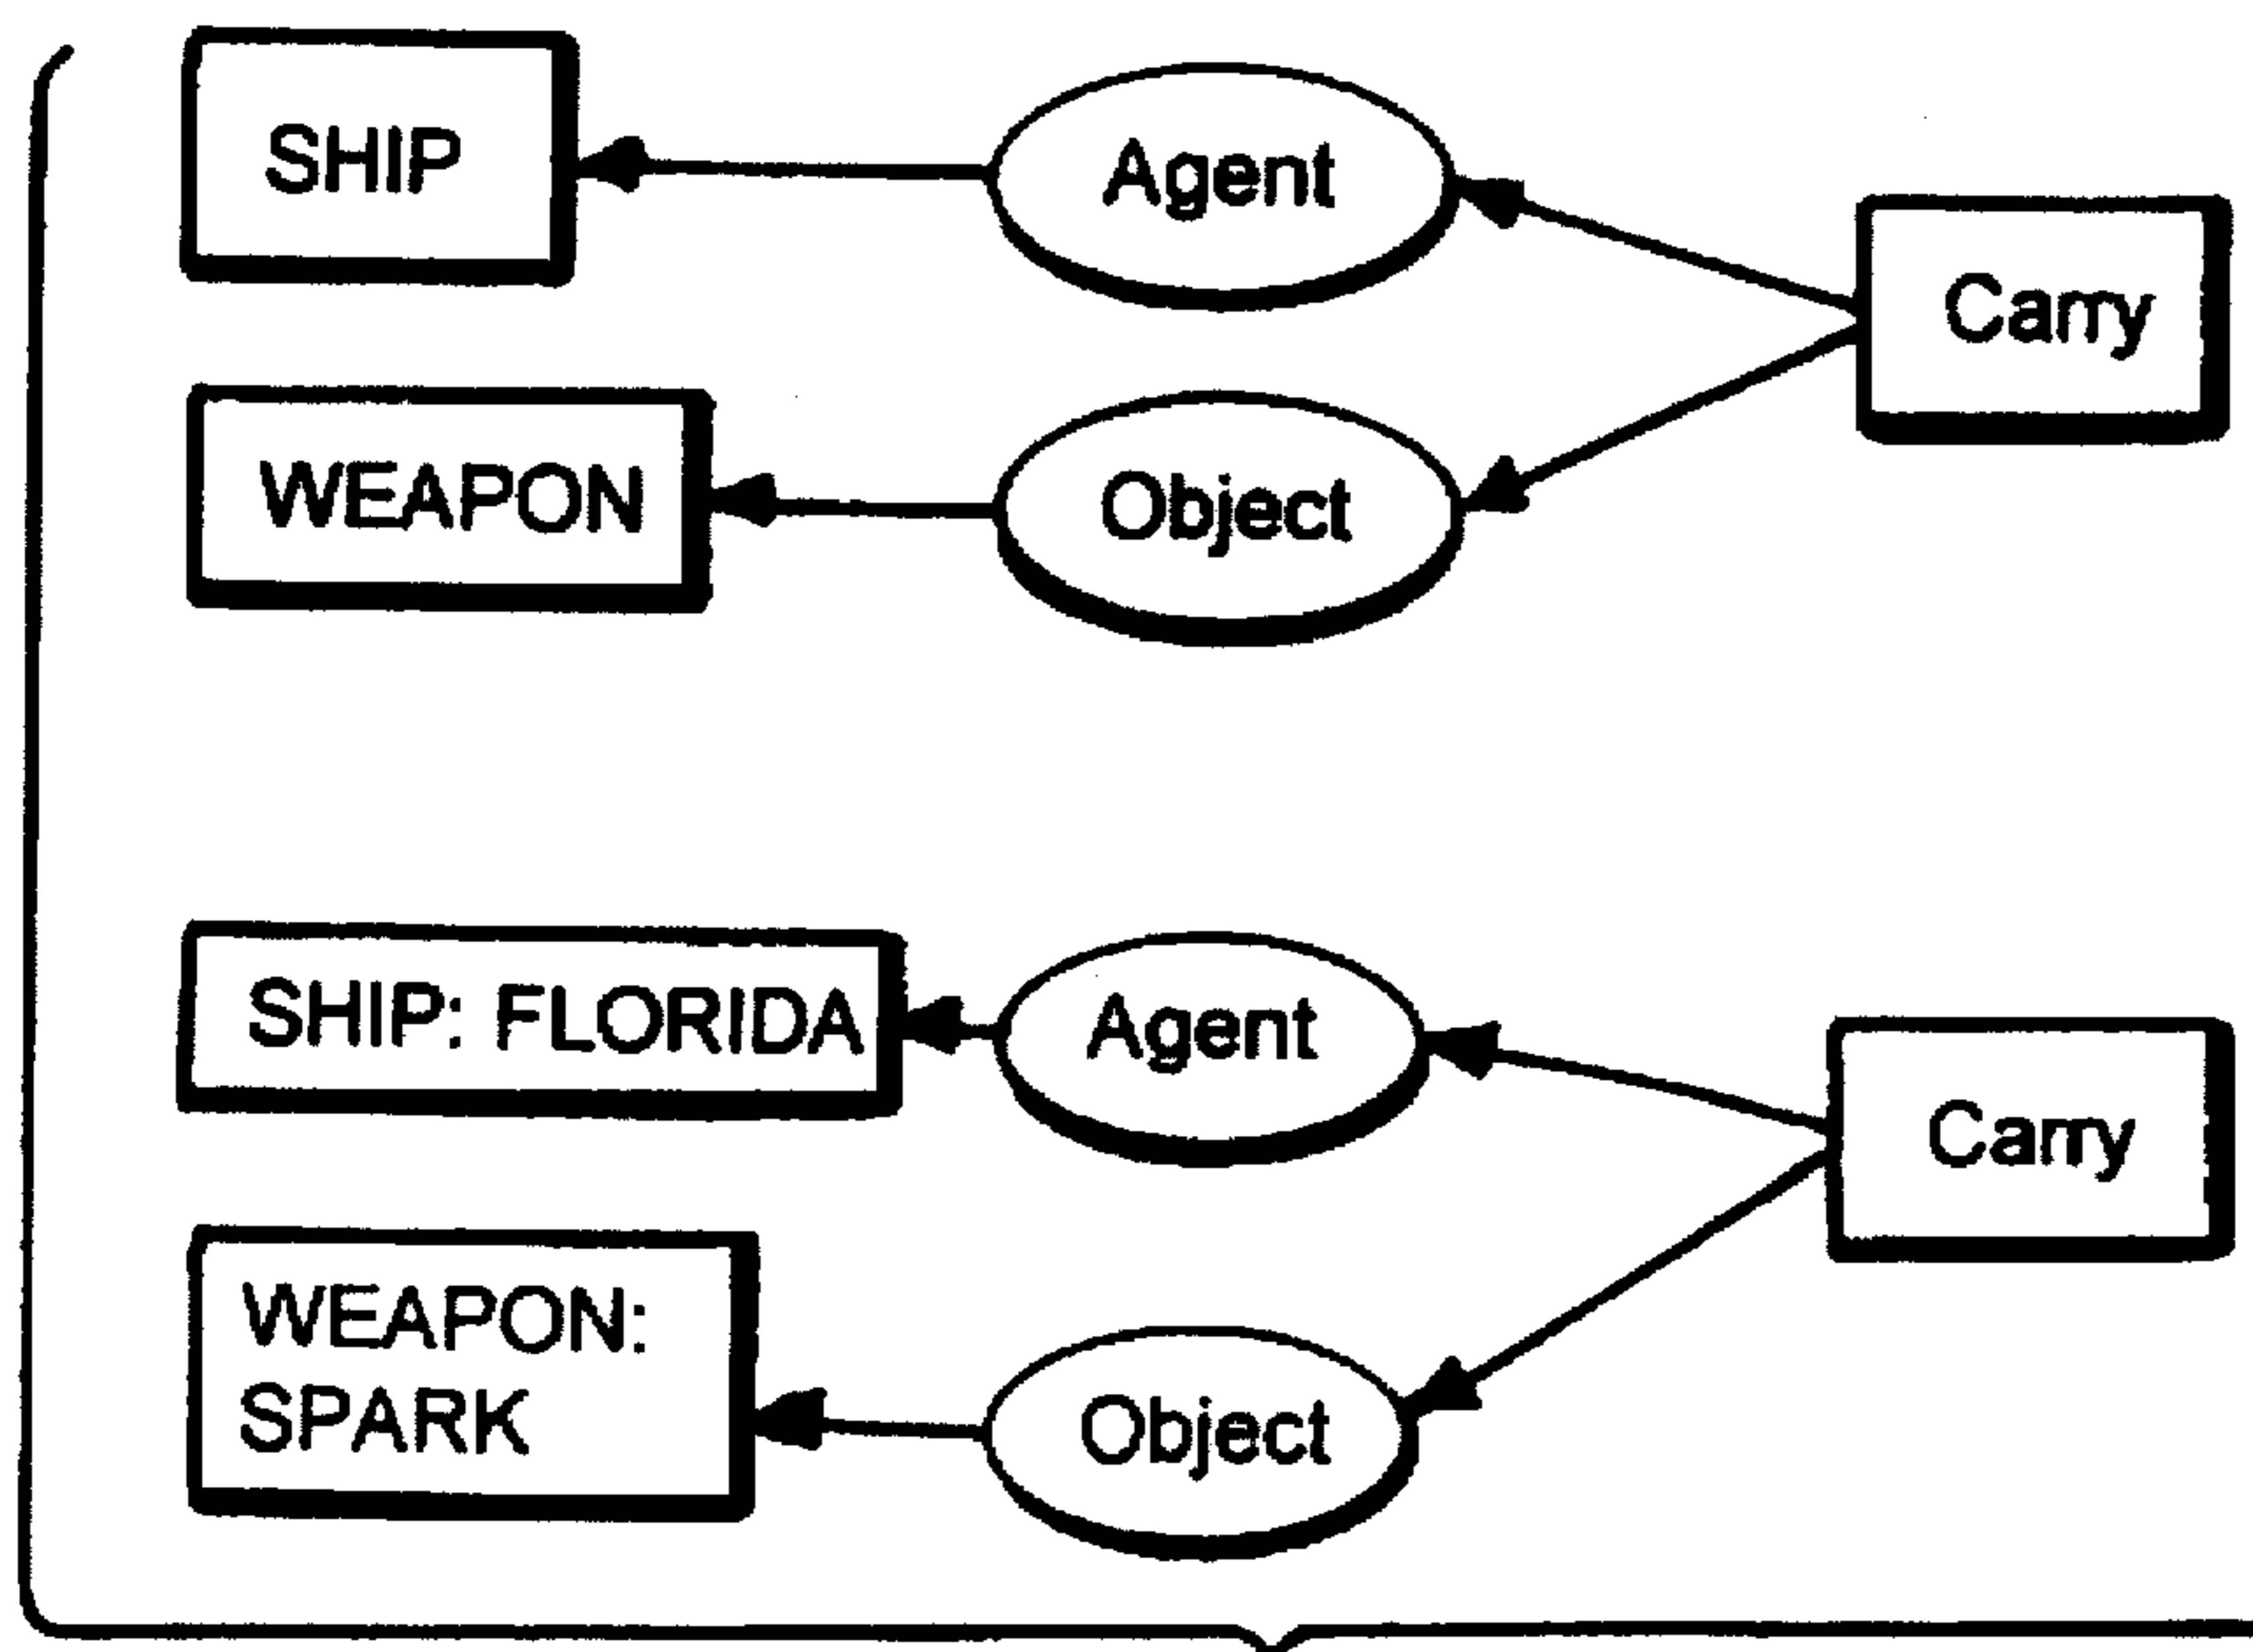 SHIP
Agent
Carry
WEAPON
Object
SHIP: FLORIDA
Agent
Carry
WEAPON:
SPARK
Object